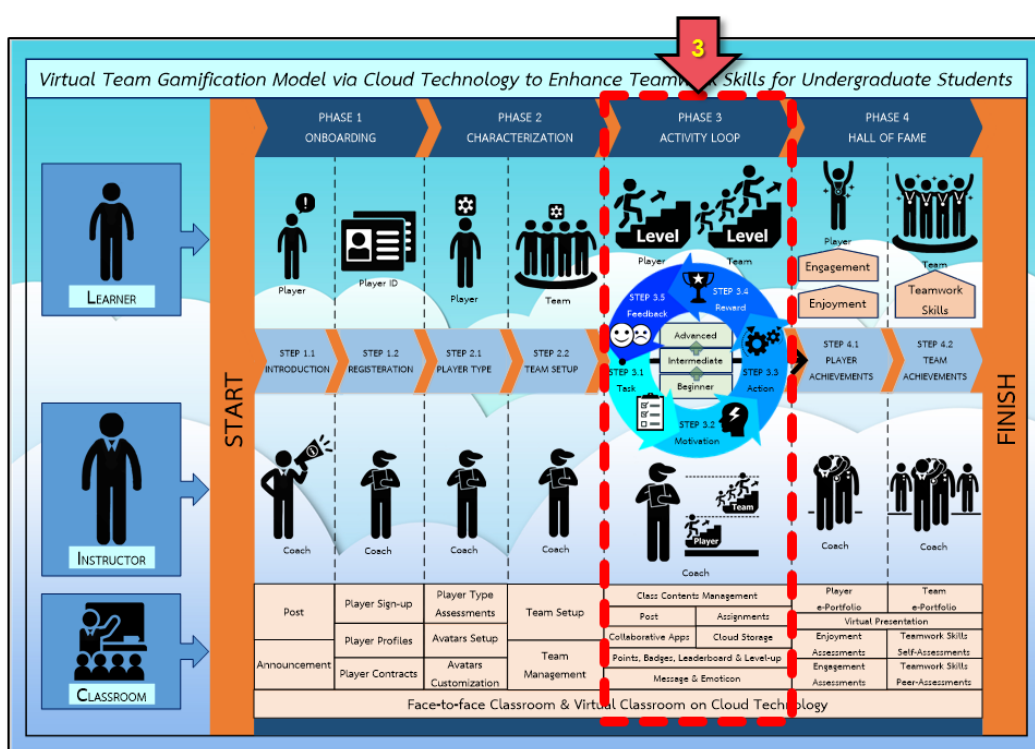 3
Virtual Team Gamification Model via Cloud Technology to Enhance Teamwork Skills for Undergraduate Students
PHASE 1
ONBOARDING
PHASE 2
CHARACTERIZATION
PHASE 3
ACTIVITY LOOP
PHASE 4
HALL OF FAME
LEARNER
Player
Player ID
Player
Team
Level
Player
Level
Team
Player
Engagement
Enjoyment
Team
Teamwork
Skills
START
STEP 1.1
INTRODUCTION
STEP 1.2
REGISTERATION
STEP 2.1
PLAYER TYPE
STEP 2.2
TEAM SETUP
STEP 3.5
Feedback
STEP 3.4
Reward
STEP 3.1
Task
STEP 3.3
Action
STEP 3.2
Motivation
Advanced
Intermediate
Beginner
STEP 4.1
PLAYER
ACHIEVEMENTS
STEP 4.2
TEAM
ACHIEVEMENTS
FINISH
INSTRUCTOR
Coach
Coach
Coach
Coach
Team
Player
Coach
Coach
Coach
CLASSROOM
Post
Announcement
Player Sign-up
Player Profiles
Player Contracts
Player Type
Assessments
Avatars Setup
Avatars
Customization
Team Setup
Team
Management
Class Contents Management
Post
Assignments
Collaborative Apps
Cloud Storage
Points, Badges, Leaderboard & Level-up
Message & Emoticon
Player
e-Portfolio
Team
e-Portfolio
Virtual Presentation
Enjoyment
Assessments
Teamwork Skills
Self-Assessments
Engagement
Assessments
Teamwork Skills
Peer-Assessments
Face-to-face Classroom & Virtual Classroom on Cloud Technology